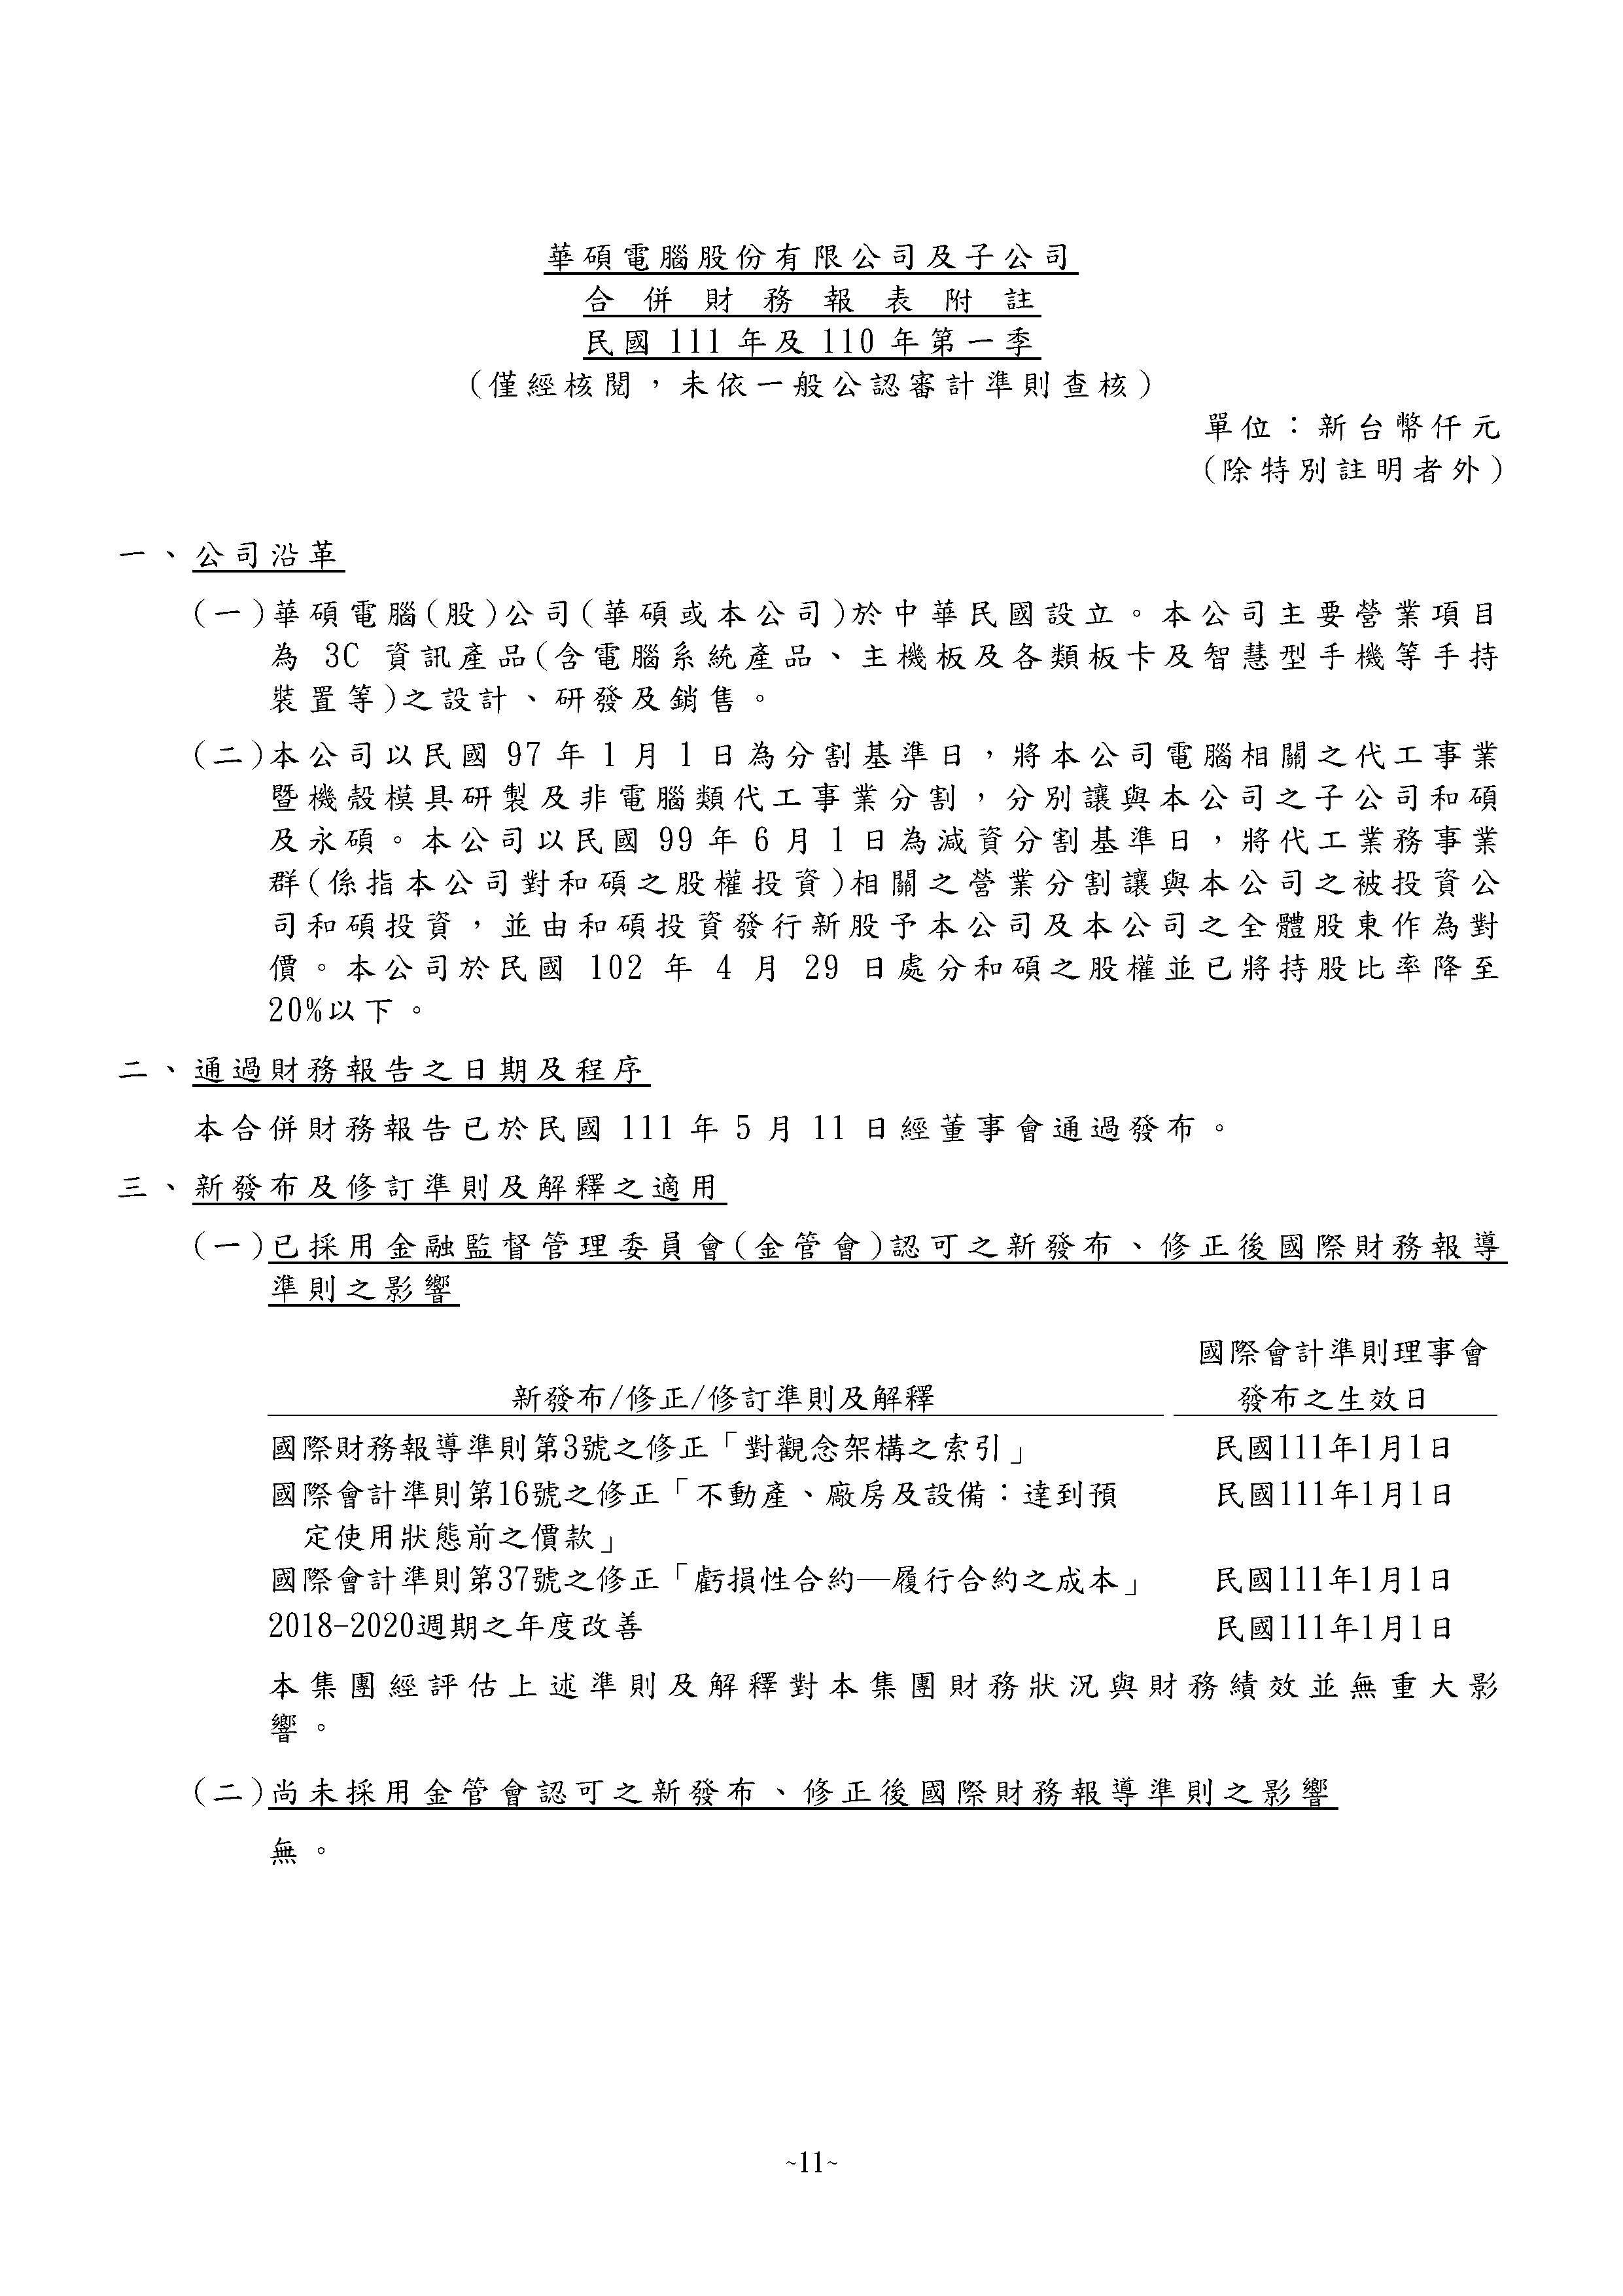 華碩電腦股份有限公司及子公司
合併財務報表附註
民國 111 年及 110 年第一季
(僅經核閱，未依一般公認審計準則查核)
單位：新台幣仟元
(除特別註明者外)
一、公司沿革
(一)華碩電腦(股)公司(華碩或本公司)於中華民國設立。本公司主要營業項目
為 3C 資訊產品(含電腦系統產品、主機板及各類板卡及智慧型手機等手持
裝置等)之設計、研發及銷售。
(二)本公司以民國 97 年 1 月 1 日為分割基準日，將本公司電腦相關之代工事業
暨機殼模具研製及非電腦類代工事業分割，分別讓與本公司之子公司和碩
及永碩。本公司以民國 99 年 6 月 1 日為減資分割基準日，將代工業務事業
群(係指本公司對和碩之股權投資)相關之營業分割讓與本公司之被投資公
司和碩投資，並由和碩投資發行新股予本公司及本公司之全體股東作為對
價。本公司於民國 102 年 4 月 29 日處分和碩之股權並已將持股比率降至
20%以下。
二、通過財務報告之日期及程序
本合併財務報告已於民國 111 年 5 月 11 日經董事會通過發布。
三、新發布及修訂準則及解釋之適用
(一)已採用金融監督管理委員會(金管會)認可之新發布、修正後國際財務報導
準則之影響
國際會計準則理事會
新發布/修正/修訂準則及解釋 發布之生效日
國際財務報導準則第3號之修正「對觀念架構之索引」 民國111年1月1日
國際會計準則第16號之修正「不動產、廠房及設備：達到預 民國111年1月1日
定使用狀態前之價款」
國際會計準則第37號之修正「虧損性合約—履行合約之成本」 民國111年1月1日
2018-2020週期之年度改善 民國111年1月1日
本集團經評估上述準則及解釋對本集團財務狀況與財務績效並無重大影
響。
(二)尚未採用金管會認可之新發布、修正後國際財務報導準則之影響
無。
~11~